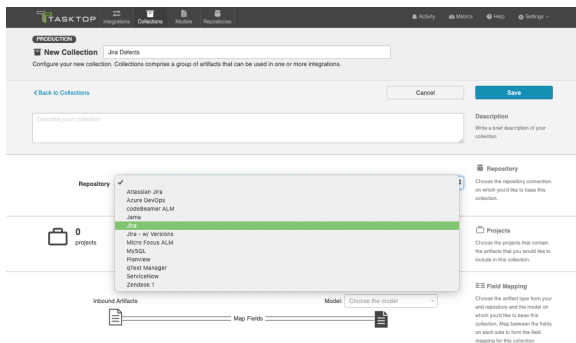 TASKTOP
Integrations
Collections
Models
Repositories
Activity
Metrics
Help
Settings
PRODUCTION
New Collection
Jira Defects
Configure your new collection. Collections comprise a group of artifacts that can be used in one or more integrations.
Back to Collections
Cancel
Save
Describe your collection
Description
Write a brief description of your
collection
Repository
Atlassian Jira
Azure DevOps
codeBeamer ALM
Jama
Jira
Jira - w/ Versions
Micro Focus ALM
MySQL
Planview
qTest Manager
ServiceNow
Zendesk 1
Repository
Choose the repository connection
on which you'd like to base this
collection.
0
projects
Projects
Choose the projects that contain
the artifacts that you would like to
include in this collection.
Inbound Artifacts
Model:
Choose the model
Map Fields
Field Mapping
Choose the artifact type from your
end repository and the model on
which you'd like to base this
collection. Map between the fields
on each side to form the field
mapping for this collection.